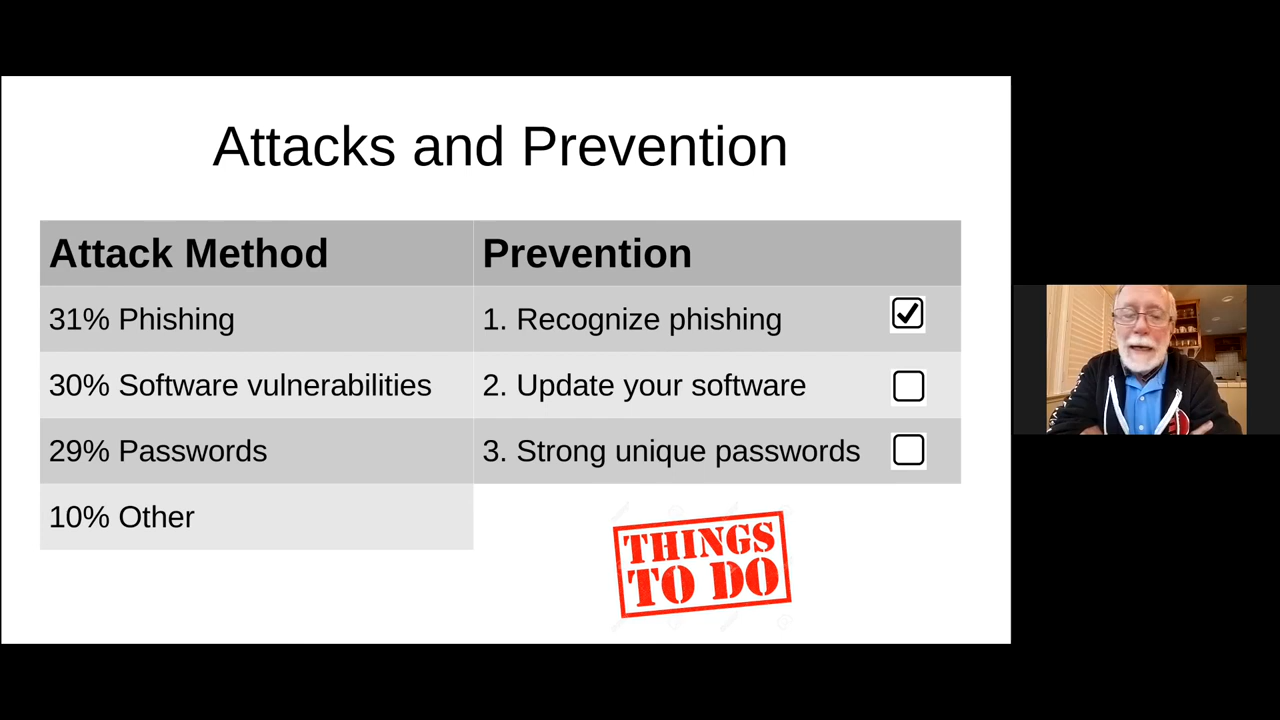 Attacks and Prevention
Attack Method Prevention
31% Phishing 1. Recognize phishing
30% Software vulnerabilities 2. Update your software
29% Passwords 3. Strong unique passwords
10% Other
THINGS
TO DO